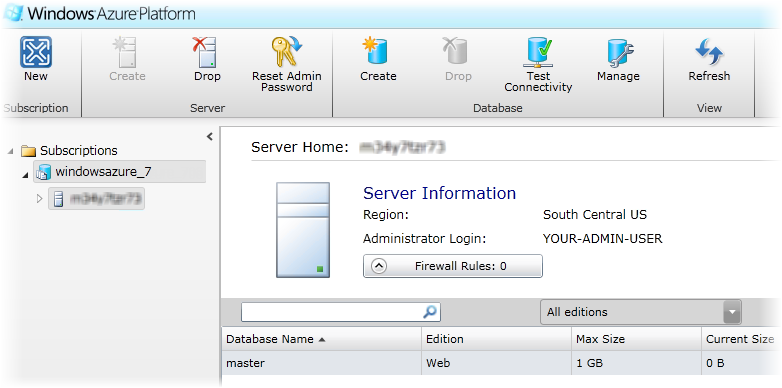 Windows Azure Platform
New
Create
Drop
Reset Admin
Password
Create
Drop
Test
Connectivity
Manage
Refresh
Subscription
Server
Database
View
Subscriptions
windowsazure_7
Server Home:
Server Information
Region: South Central US
Administrator Login: YOUR-ADMIN-USER
Firewall Rules: 0
All editions
Database Name Edition Max Size Current Size
master Web 1 GB 0 B